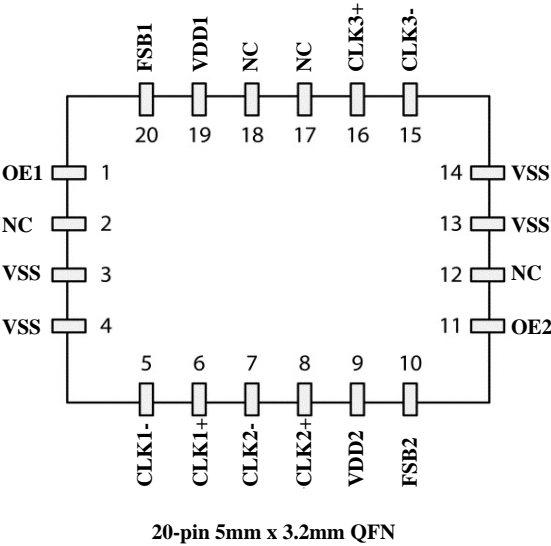 FSB1 VDD1 NC NC CLK3+ CLK3-
20 19 18 17 16 15
OE1 1 14 VSS
NC 2 13 VSS
VSS 3 12 NC
VSS 4 11 OE2
5 6 7 8 9 10
CLK1- CLK1+ CLK2- CLK2+ VDD2 FSB2
20-pin 5mm x 3.2mm QFN